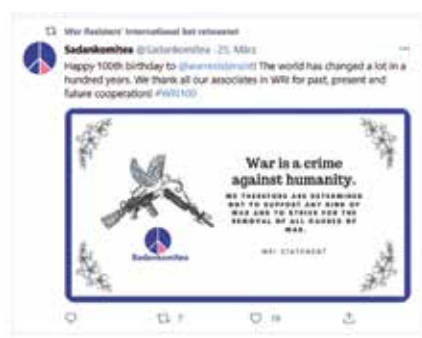 War Resisters' International hat retweetet
Sadankomitea @Sadankomitea · 25. März
Happy 100th birthday to @warresistersint! The world has changed a lot in a
hundred years. We thank all our associates in WRI for past, present and
future cooperation! #WRI100
War is a crime
against humanity.
WE THEREFORE ARE DETERMINED
NOT TO SUPPORT ANY KIND OF
WAR AND TO STRIVE FOR THE
REMOVAL OF ALL CAUSES OF
WAR.
WRI STATEMENT
Sadankomitea
7